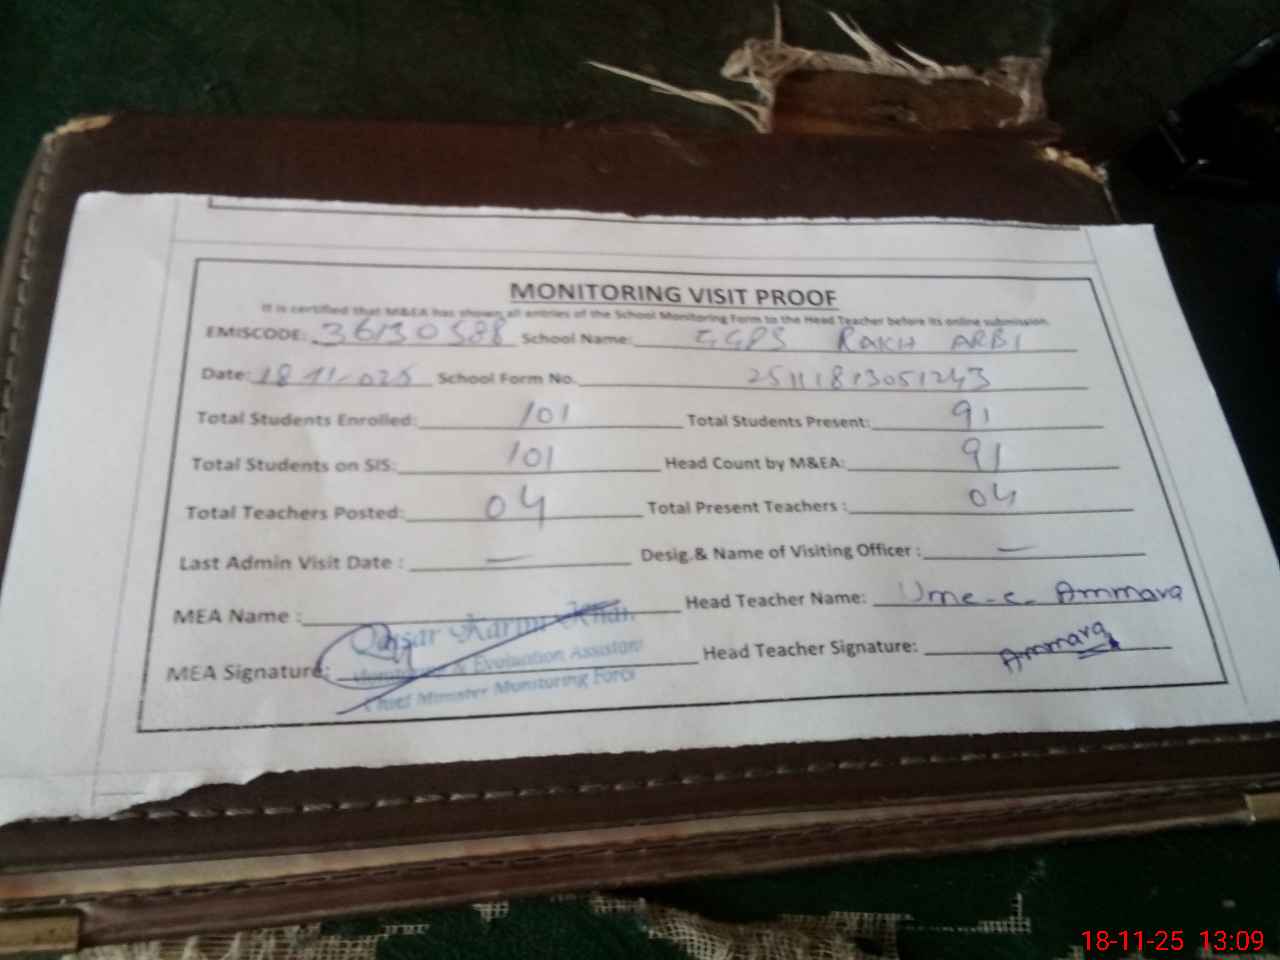 MONITORING VISIT PROOF
It is certified that M&EA has shown all entries of the School Monitoring Form to the Head Teacher before its online submission.
EMISCODE: 36130588 School Name: GGPS RAKH ARBI
Date: 18-11-025 School Form No. 25111813051243
Total Students Enrolled: 101 Total Students Present: 91
Total Students on SIS: 101 Head Count by M&EA: 91
Total Teachers Posted: 04 Total Present Teachers : 04
Last Admin Visit Date : — Desig.& Name of Visiting Officer : —
MEA Name : Head Teacher Name: Ume-e-Ammara
Qaisar Karim Khan
MEA Signature: Head Teacher Signature: Ammara
Monitoring & Evaluation Assistant
Chief Minister Monitoring Force
18-11-25 13:09